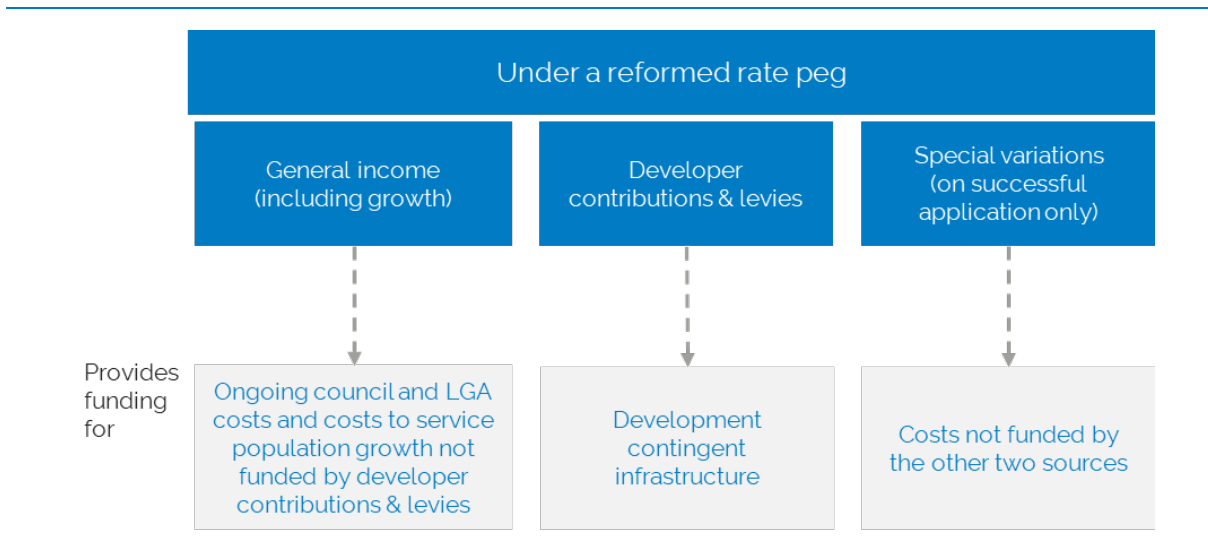 Under a reformed rate peg
General income
(including growth)
Developer
contributions & levies
Special variations
(on successful
application only)
Provides
funding
for
Ongoing council and LGA
costs and costs to service
population growth not
funded by developer
contributions & levies
Development
contingent
infrastructure
Costs not funded by
the other two sources